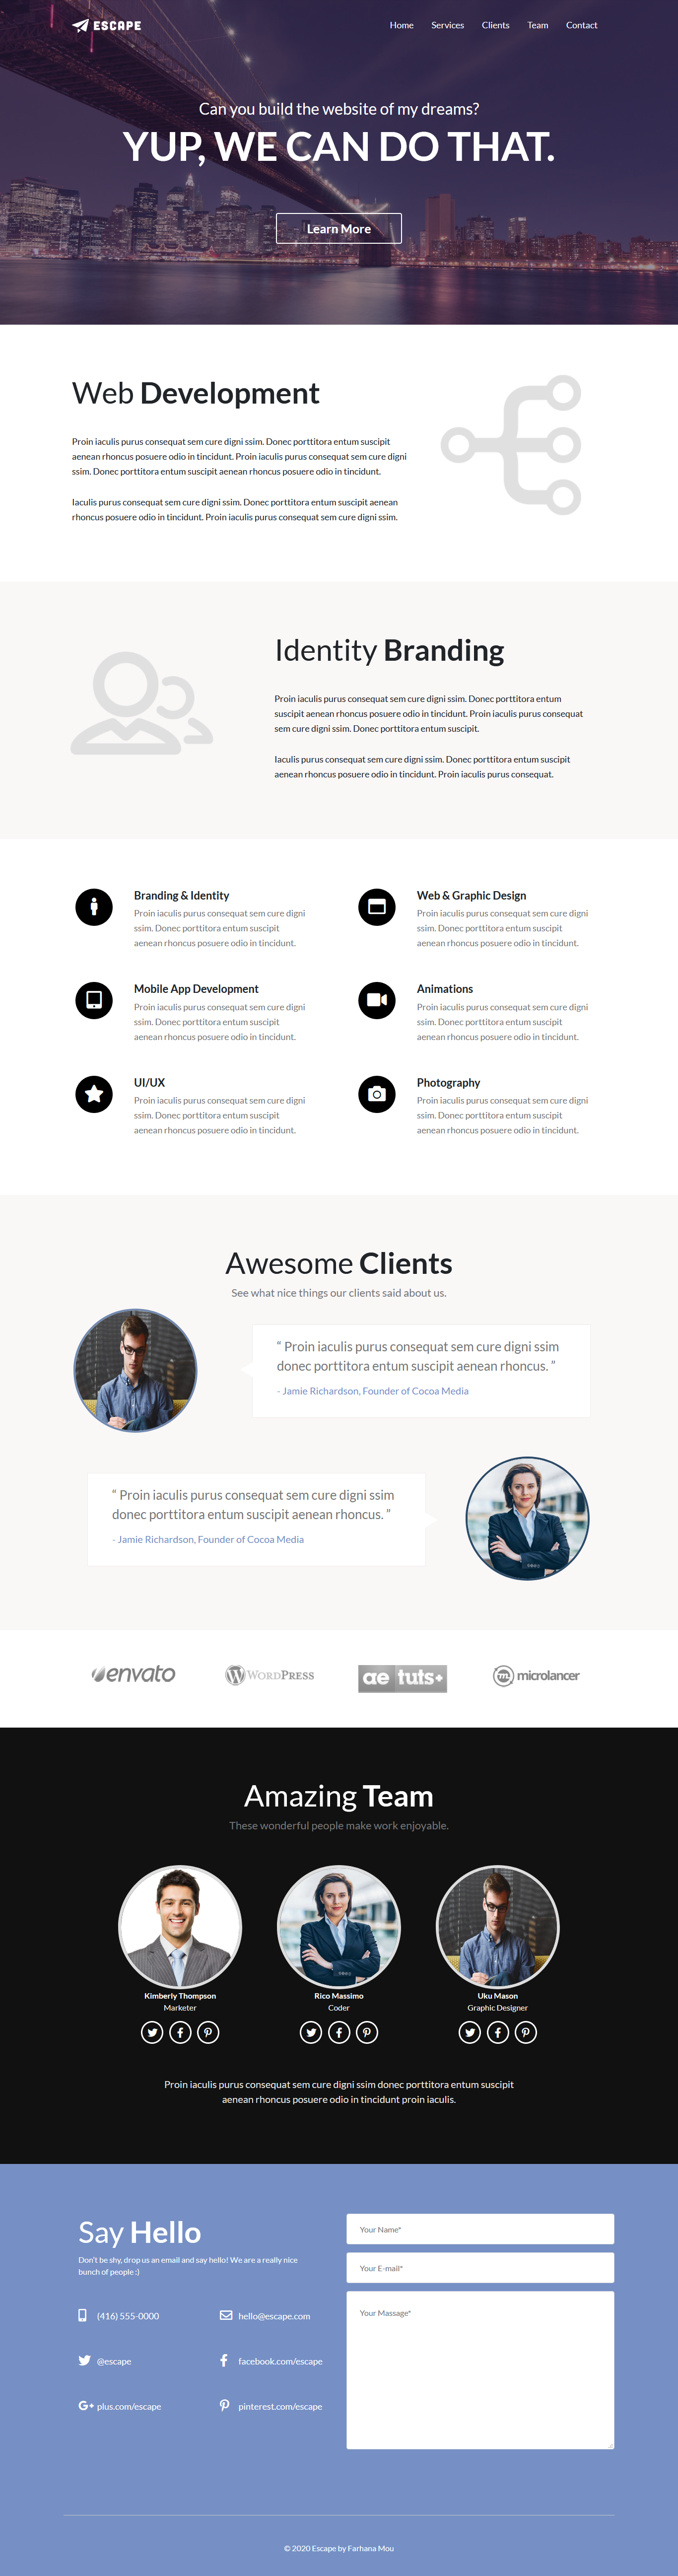 ESCAPE
Home Services Clients Team Contact
Can you build the website of my dreams?
YUP, WE CAN DO THAT.
Learn More
Web Development
Proin iaculis purus consequat sem cure digni ssim. Donec porttitora entum suscipit
aenean rhoncus posuere odio in tincidunt. Proin iaculis purus consequat sem cure digni
ssim. Donec porttitora entum suscipit aenean rhoncus posuere odio in tincidunt.
Iaculis purus consequat sem cure digni ssim. Donec porttitora entum suscipit aenean
rhoncus posuere odio in tincidunt. Proin iaculis purus consequat sem cure digni ssim.
Identity Branding
Proin iaculis purus consequat sem cure digni ssim. Donec porttitora entum
suscipit aenean rhoncus posuere odio in tincidunt. Proin iaculis purus consequat
sem cure digni ssim. Donec porttitora entum suscipit.
Iaculis purus consequat sem cure digni ssim. Donec porttitora entum suscipit
aenean rhoncus posuere odio in tincidunt. Proin iaculis purus consequat.
Branding & Identity
Proin iaculis purus consequat sem cure digni
ssim. Donec porttitora entum suscipit
aenean rhoncus posuere odio in tincidunt.
Web & Graphic Design
Proin iaculis purus consequat sem cure digni
ssim. Donec porttitora entum suscipit
aenean rhoncus posuere odio in tincidunt.
Mobile App Development
Proin iaculis purus consequat sem cure digni
ssim. Donec porttitora entum suscipit
aenean rhoncus posuere odio in tincidunt.
Animations
Proin iaculis purus consequat sem cure digni
ssim. Donec porttitora entum suscipit
aenean rhoncus posuere odio in tincidunt.
UI/UX
Proin iaculis purus consequat sem cure digni
ssim. Donec porttitora entum suscipit
aenean rhoncus posuere odio in tincidunt.
Photography
Proin iaculis purus consequat sem cure digni
ssim. Donec porttitora entum suscipit
aenean rhoncus posuere odio in tincidunt.
Awesome Clients
See what nice things our clients said about us.
“ Proin iaculis purus consequat sem cure digni ssim
donec porttitora entum suscipit aenean rhoncus. ”
- Jamie Richardson, Founder of Cocoa Media
“ Proin iaculis purus consequat sem cure digni ssim
donec porttitora entum suscipit aenean rhoncus. ”
- Jamie Richardson, Founder of Cocoa Media
envato WORDPRESS ae tuts+ m microlancer
Amazing Team
These wonderful people make work enjoyable.
Kimberly Thompson
Marketer
Rico Massimo
Coder
Uku Mason
Graphic Designer
Proin iaculis purus consequat sem cure digni ssim donec porttitora entum suscipit
aenean rhoncus posuere odio in tincidunt proin iaculis.
Say Hello
Don't be shy, drop us an email and say hello! We are a really nice
bunch of people :)
(416) 555-0000 hello@escape.com
@escape facebook.com/escape
plus.com/escape pinterest.com/escape
Your Name*
Your E-mail*
Your Massage*
© 2020 Escape by Farhana Mou